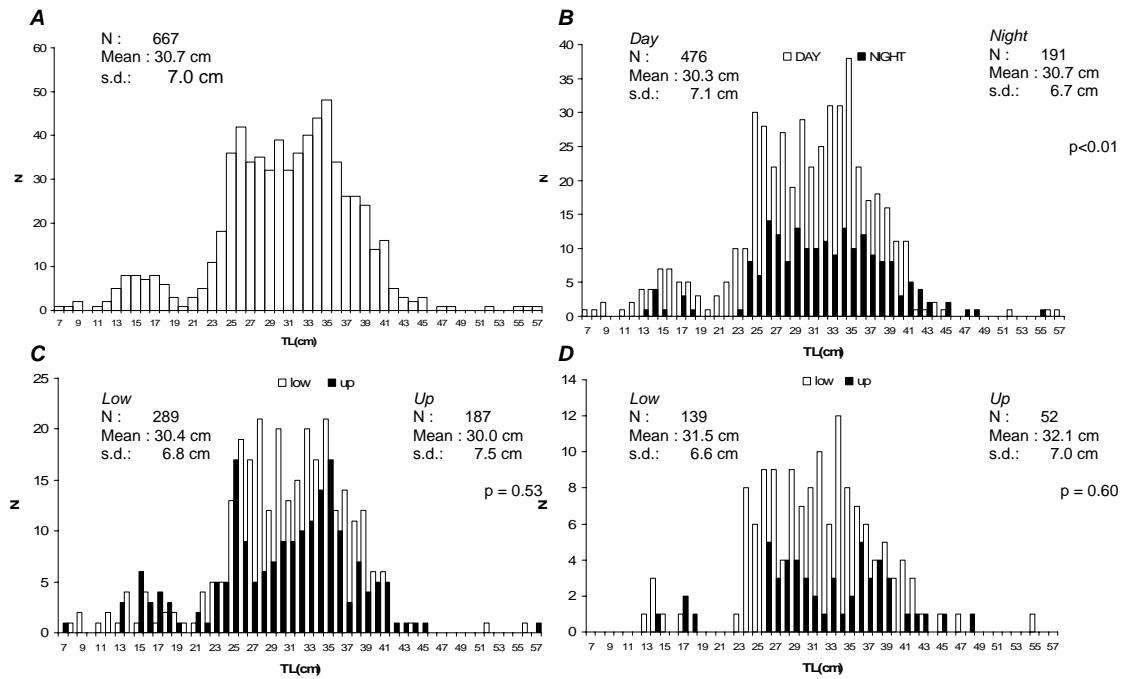 A
N : 667
Mean : 30.7 cm
s.d.: 7.0 cm
60
50
40
30
20
10
0
N
7 9 11 13 15 17 19 21 23 25 27 29 31 33 35 37 39 41 43 45 47 49 51 53 55 57
TL(cm)
B
Day
N : 476
Mean : 30.3 cm
s.d.: 7.1 cm
DAY NIGHT
Night
N : 191
Mean : 30.7 cm
s.d.: 6.7 cm
p<0.01
40
35
30
25
20
15
10
5
0
N
7 9 11 13 15 17 19 21 23 25 27 29 31 33 35 37 39 41 43 45 47 49 51 53 55 57
TL(cm)
C
low up
Low
N : 289
Mean : 30.4 cm
s.d.: 6.8 cm
Up
N : 187
Mean : 30.0 cm
s.d.: 7.5 cm
p = 0.53
25
20
15
10
5
0
N
7 9 11 13 15 17 19 21 23 25 27 29 31 33 35 37 39 41 43 45 47 49 51 53 55 57
TL(cm)
D
low up
Low
N : 139
Mean : 31.5 cm
s.d.: 6.6 cm
Up
N : 52
Mean : 32.1 cm
s.d.: 7.0 cm
p = 0.60
14
12
10
8
6
4
2
0
N
7 9 11 13 15 17 19 21 23 25 27 29 31 33 35 37 39 41 43 45 47 49 51 53 55 57
TL(cm)